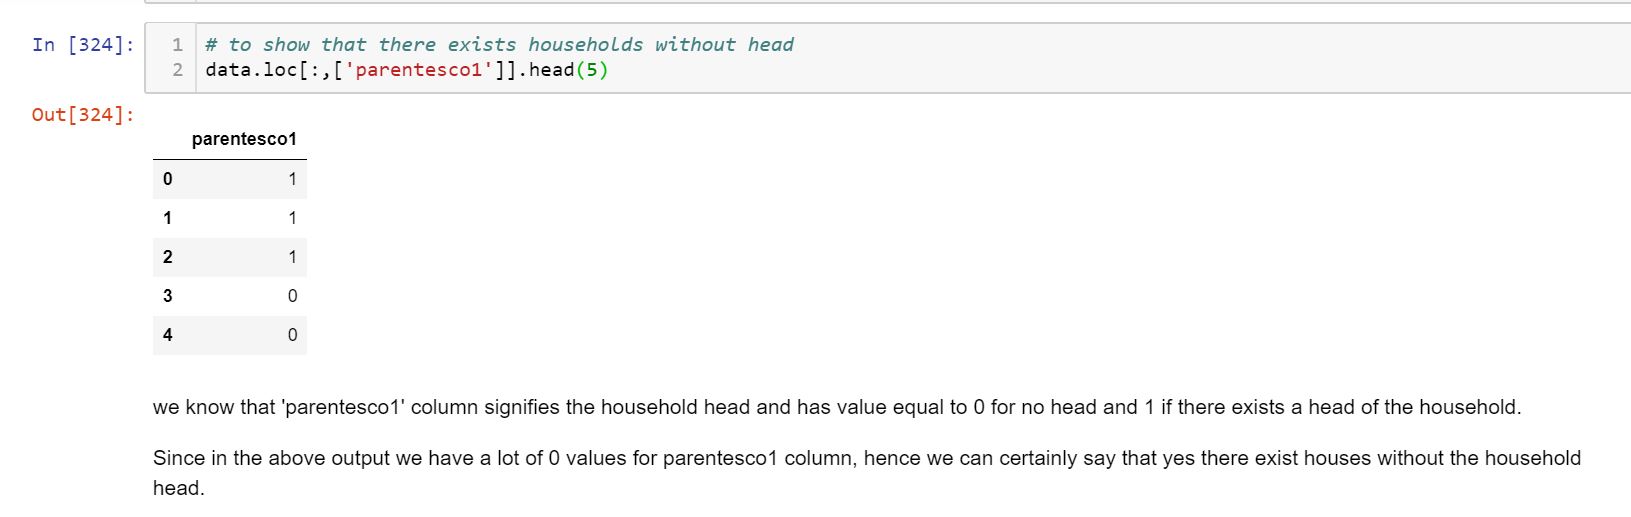 In [324]:
1 # to show that there exists households without head
2 data.loc[:,['parentesco1']].head(5)
Out[324]:
parentesco1
0 1
1 1
2 1
3 0
4 0
we know that 'parentesco1' column signifies the household head and has value equal to 0 for no head and 1 if there exists a head of the household.
Since in the above output we have a lot of 0 values for parentesco1 column, hence we can certainly say that yes there exist houses without the household
head.